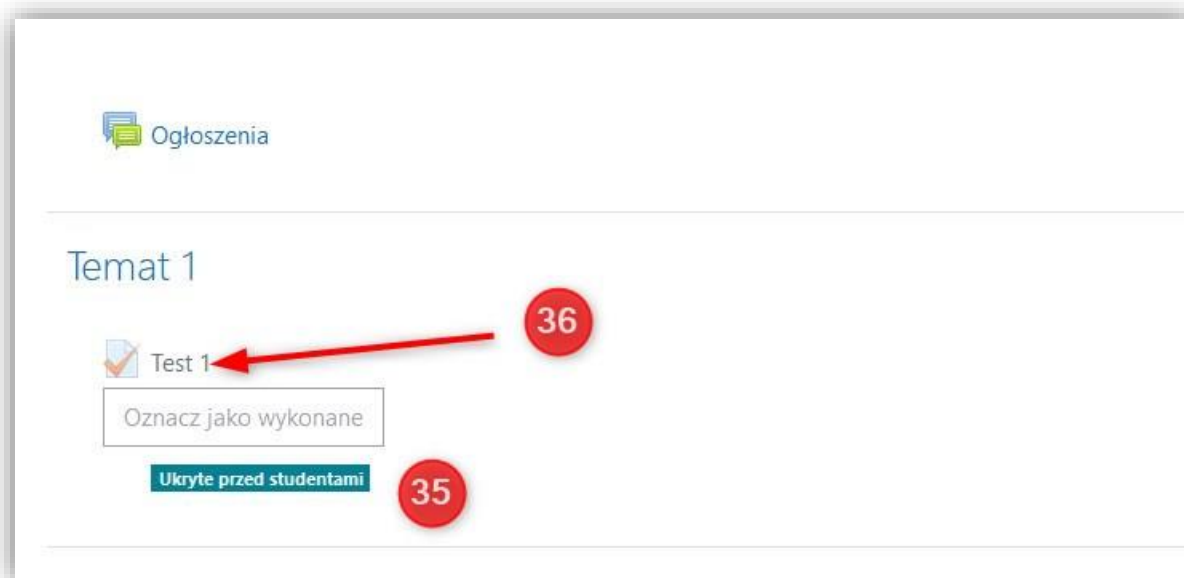 Ogłoszenia
Temat 1
36
Test 1
Oznacz jako wykonane
Ukryte przed studentami
35